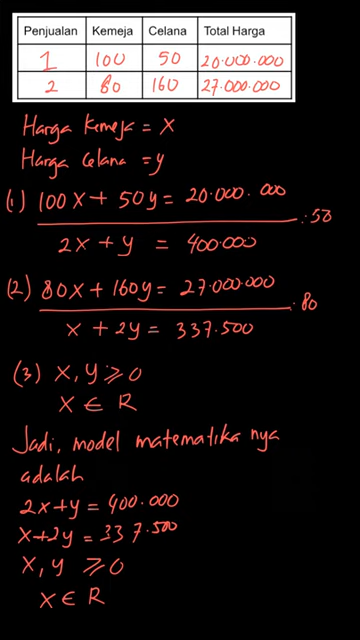 Penjualan Kemeja Celana Total Harga
1 100 50 20.000.000
2 80 160 27.000.000
Harga Kemeja = x
Harga Celana = y
(1) 100x + 50y = 20.000.000 :50
2x + y = 400.000
(2) 80x + 160y = 27.000.000 :80
x + 2y = 337.500
(3) x, y ≥ 0
x ∈ R
Jadi, model matematika nya
adalah
2x + y = 400.000
x + 2y = 337.500
x, y ≥ 0
x ∈ R